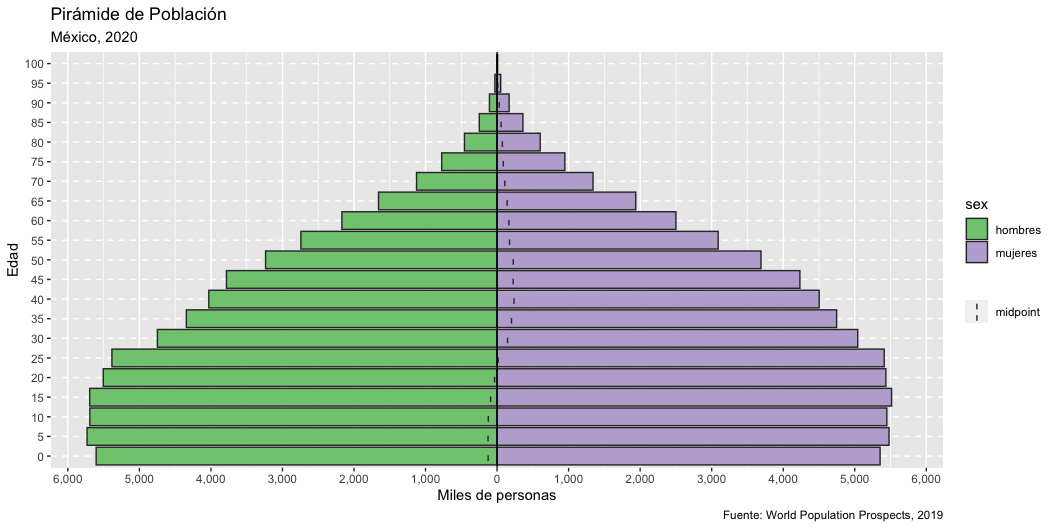 Pirámide de Población
México, 2020
Edad
100
95
90
85
80
75
70
65
60
55
50
45
40
35
30
25
20
15
10
5
0
6,000 5,000 4,000 3,000 2,000 1,000 0 1,000 2,000 3,000 4,000 5,000 6,000
Miles de personas
sex
hombres
mujeres
midpoint
Fuente: World Population Prospects, 2019